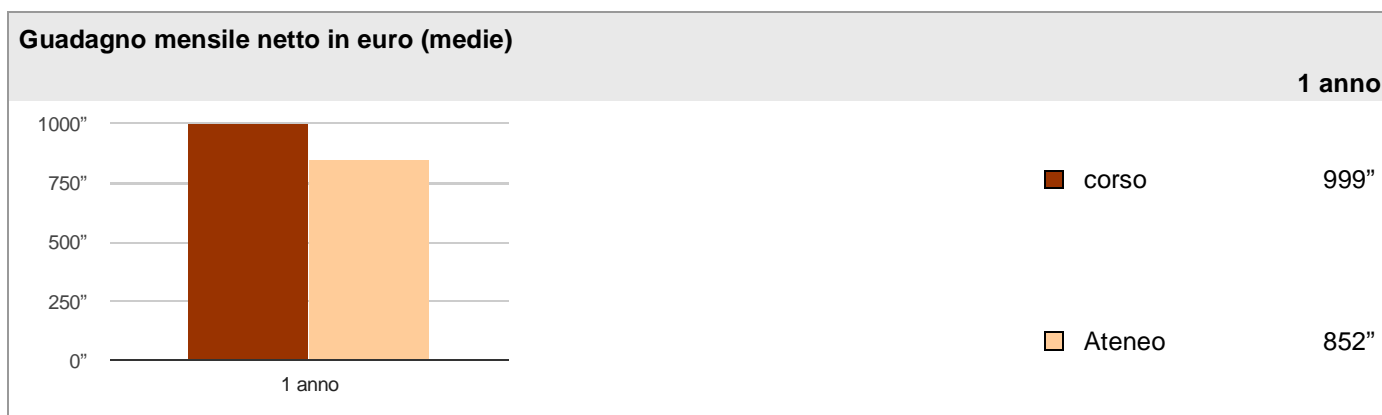 Guadagno mensile netto in euro (medie)
1 anno
1000”
750”
500”
250”
0”
1 anno
corso 999”
Ateneo 852”